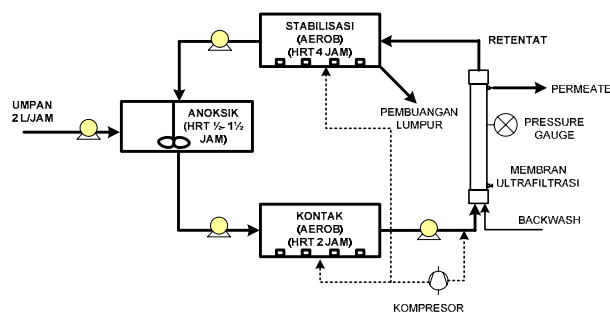 STABILISASI
(AEROB)
(HRT 4 JAM)
RETENTAT
PERMEATE
UMPAN
2 L/JAM
ANOKSIK
(HRT ½- 1½
JAM)
PEMBUANGAN
LUMPUR
PRESSURE
GAUGE
MEMBRAN
ULTRAFILTRASI
KONTAK
(AEROB)
(HRT 2 JAM)
BACKWASH
KOMPRESOR